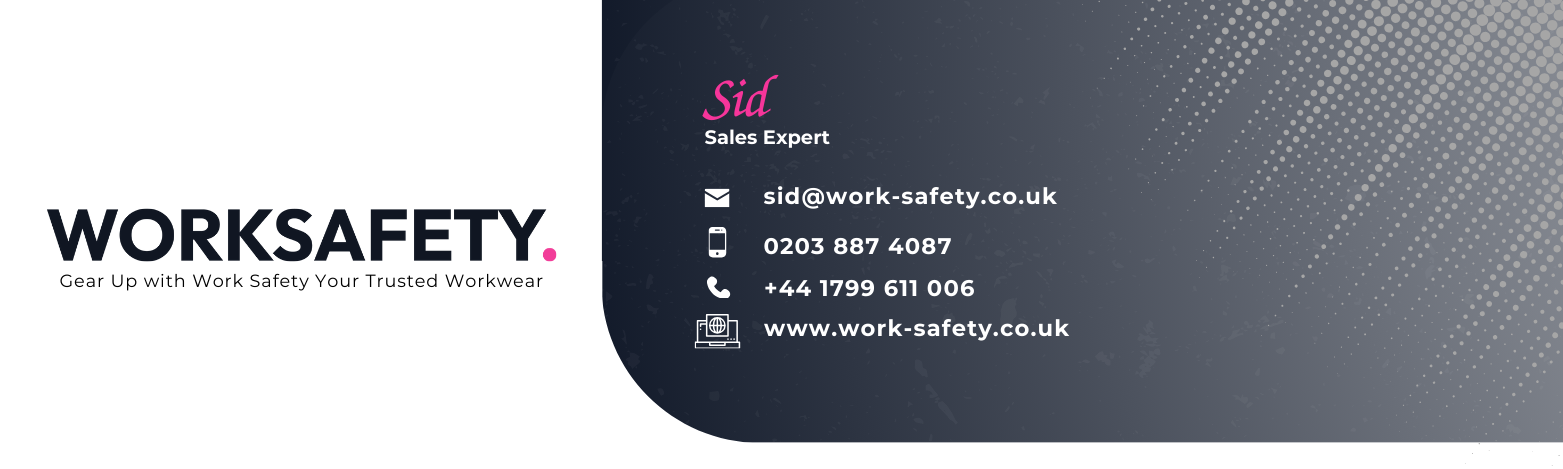 WORKSAFETY.
Gear Up with Work Safety Your Trusted Workwear
Sid
Sales Expert
sid@work-safety.co.uk
0203 887 4087
+44 1799 611 006
www.work-safety.co.uk